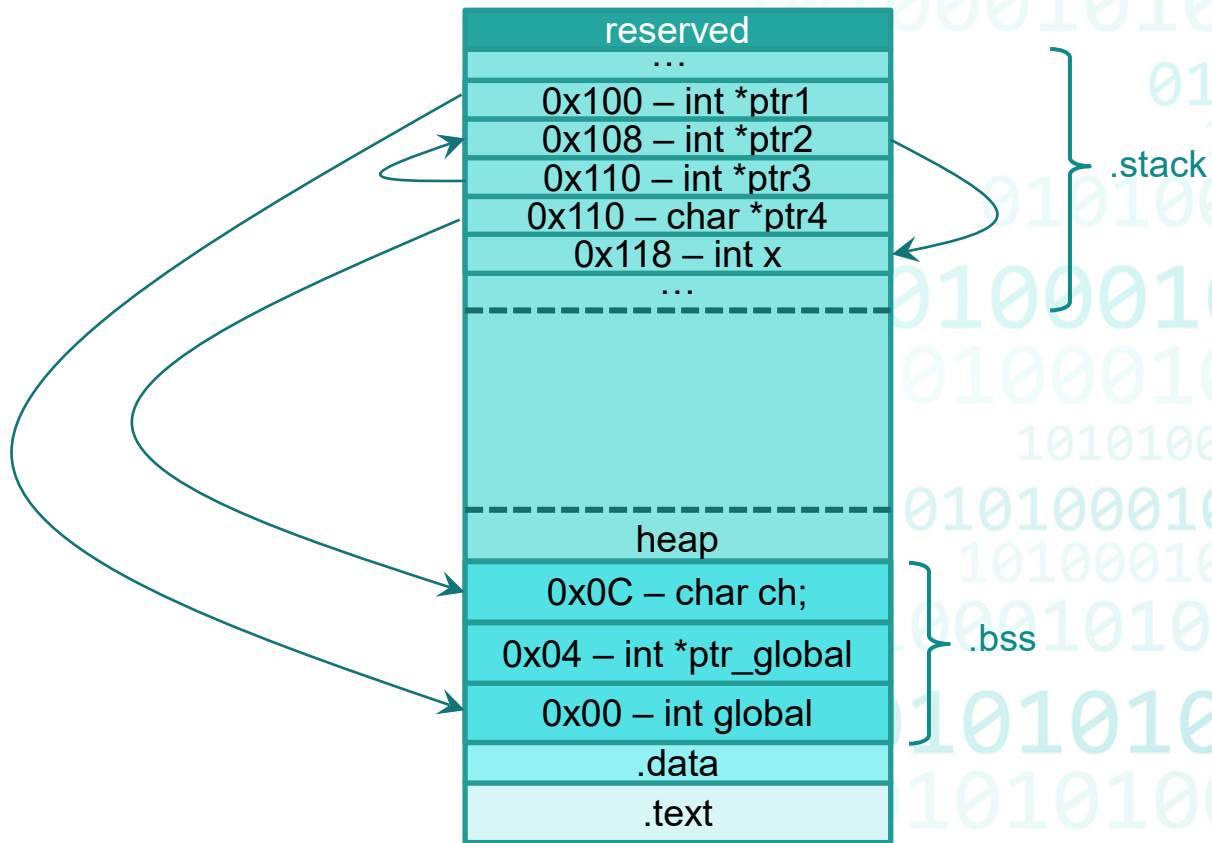 reserved
…
0x100 – int *ptr1
0x108 – int *ptr2
0x110 – int *ptr3
0x110 – char *ptr4
0x118 – int x
…
.stack
heap
0x0C – char ch;
0x04 – int *ptr_global
0x00 – int global
.bss
.data
.text